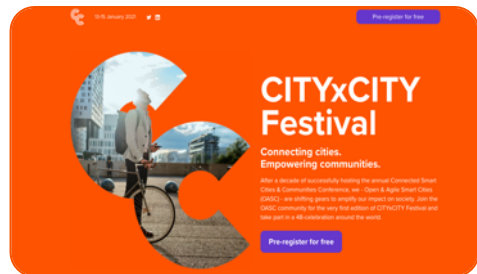 13-15 January 2021
Pre-register for free
CITYxCITY
Festival
Connecting cities.
Empowering communities.
After a decade of successfully hosting the annual Connected Smart
Cities & Communities Conference, we - Open & Agile Smart Cities
(OASC) - are shifting gears to amplify our impact on society. Join the
OASC community for the very first edition of CITYxCITY Festival and
take part in a 48-celebration around the world.
Pre-register for free